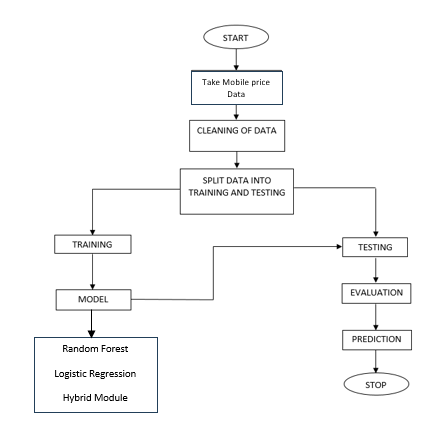 START
Take Mobile price
Data
CLEANING OF DATA
SPLIT DATA INTO
TRAINING AND TESTING
TRAINING
TESTING
MODEL
EVALUATION
Random Forest
Logistic Regression
Hybrid Module
PREDICTION
STOP